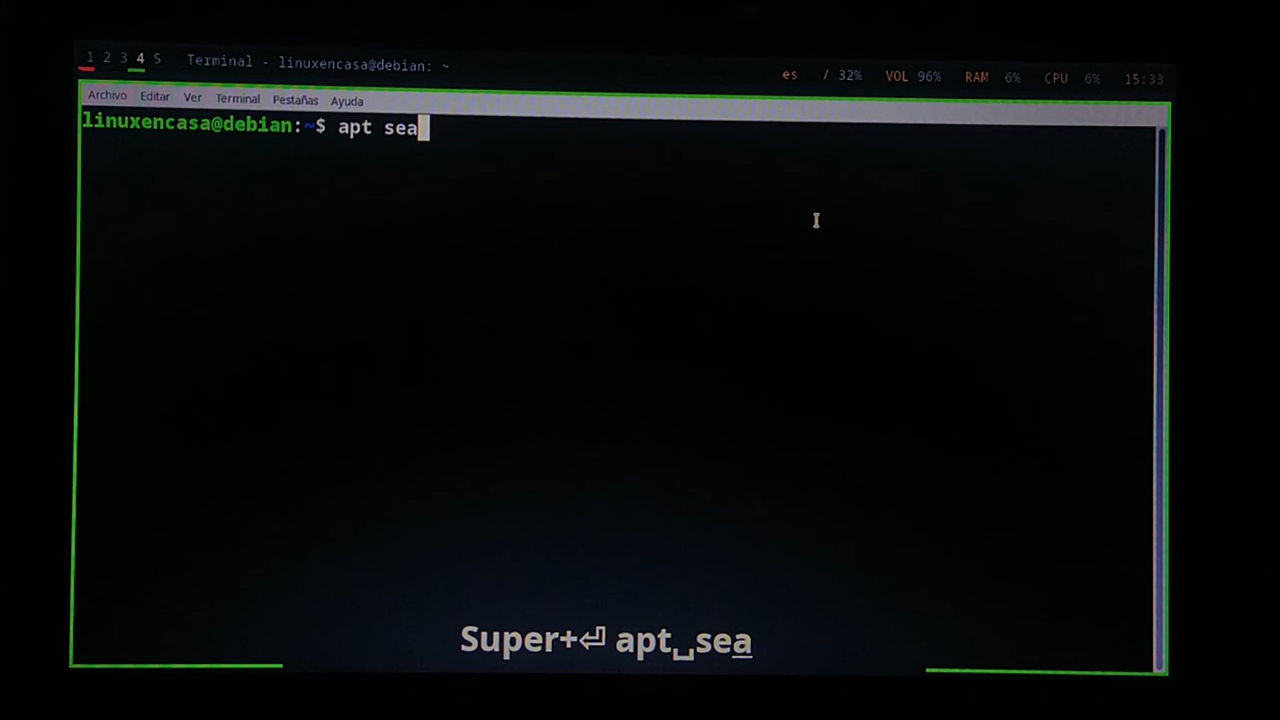 1 2 3 4 5 Terminal - linuxencasa@debian: ~
es / 32% VOL 96% RAM 6% CPU 6% 15:33
Archivo Editar Ver Terminal Pestañas Ayuda
linuxencasa@debian:~$ apt sea
Super+⏎ apt␣sea